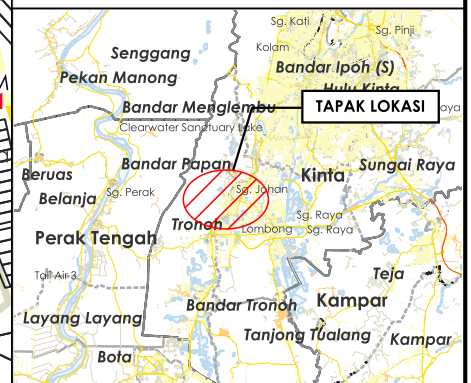 Sg. Kati
Sg. Pinji
Kolam
Senggang
Bandar Ipoh (S)
Pekan Manong
Hulu Kinta
Bandar Menglembu
TAPAK LOKASI
Clearwater Sanctuary Lake
Bandar Papan
Sungai Raya
Beruas
Kinta
Sg. Perak
Sg. Johan
Belanja
Tronoh
Sg. Raya
Lombong
Sg. Raya
Perak Tengah
Tali Air 3
Teja
Bandar Tronoh
Kampar
Layang Layang
Tanjong Tualang
Kampar
Bota